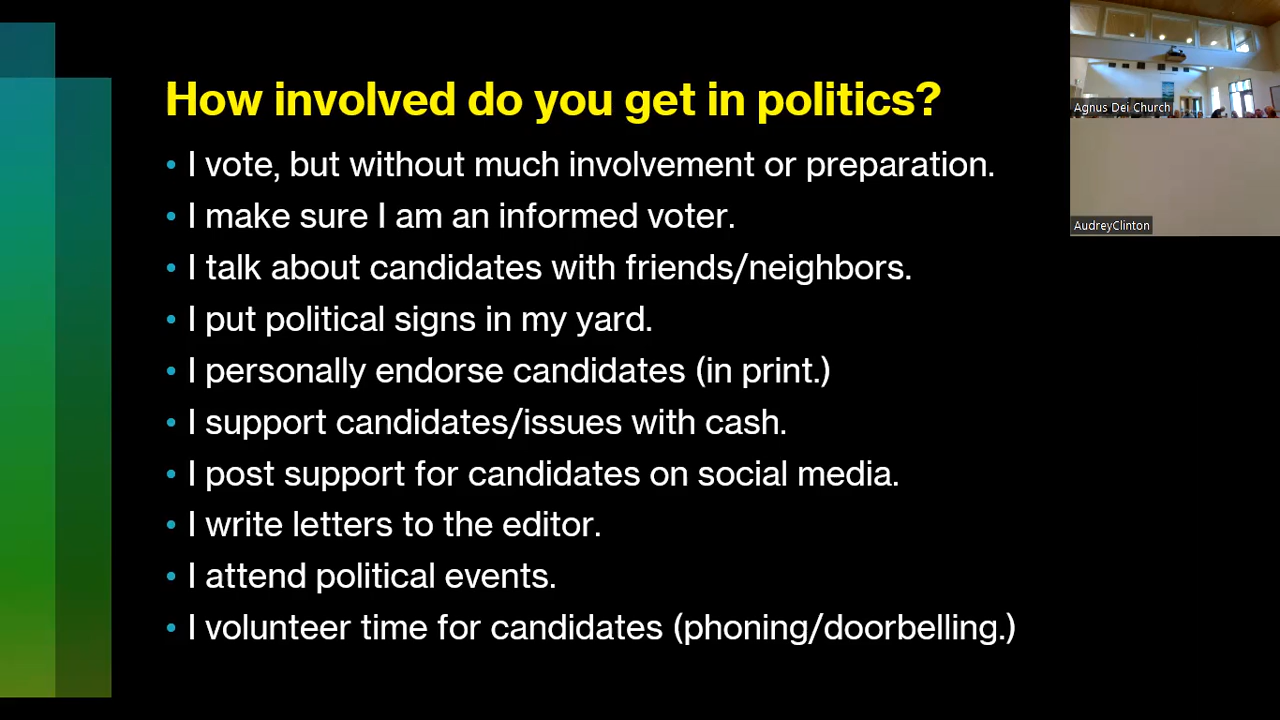 How involved do you get in politics?
• I vote, but without much involvement or preparation.
• I make sure I am an informed voter.
• I talk about candidates with friends/neighbors.
• I put political signs in my yard.
• I personally endorse candidates (in print.)
• I support candidates/issues with cash.
• I post support for candidates on social media.
• I write letters to the editor.
• I attend political events.
• I volunteer time for candidates (phoning/doorbelling.)
Agnus Dei Church
AudreyClinton